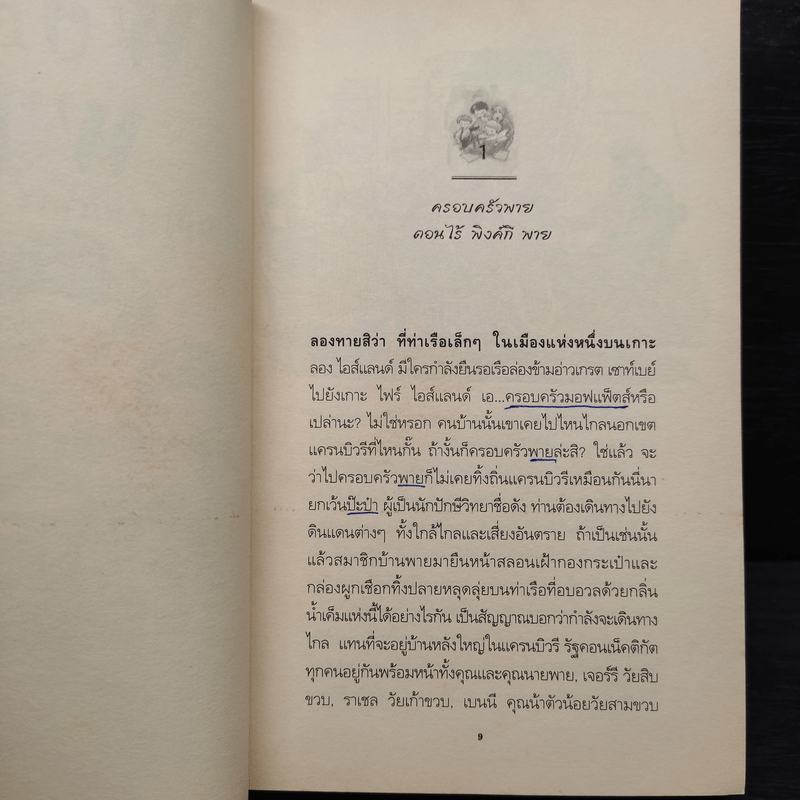 1
ครอบครัวพาย
ตอนไร้ พิงค์กี พาย
ลองทายสิว่า ที่ท่าเรือเล็กๆ ในเมืองแห่งหนึ่งบนเกาะ
ลอง ไอส์แลนด์ มีใครกำลังยืนรอเรือล่องข้ามอ่าวเกรต เซาท์เบย์
ไปยังเกาะ ไฟร์ ไอส์แลนด์ เอ...ครอบครัวมอฟแฟ็ตส์หรือ
เปล่านะ? ไม่ใช่หรอก คนบ้านนั้นเขาเคยไปไหนไกลนอกเขต
แครนบิวรีที่ไหนกั๊น ถ้างั้นก็ครอบครัวพายล่ะสิ? ใช่แล้ว จะ
ว่าไปครอบครัวพายก็ไม่เคยทิ้งถิ่นแครนบิวรีเหมือนกันนี่นา
ยกเว้นป๊ะป๋า ผู้เป็นนักปักษีวิทยาชื่อดัง ท่านต้องเดินทางไปยัง
ดินแดนต่างๆ ทั้งใกล้ไกลและเสี่ยงอันตราย ถ้าเป็นเช่นนั้น
แล้วสมาชิกบ้านพายมายืนหน้าสลอนเฝ้ากองกระเป๋าและ
กล่องผูกเชือกทิ้งปลายหลุดลุ่ยบนท่าเรือที่อบอวลด้วยกลิ่น
น้ำเค็มแห่งนี้ได้อย่างไรกัน เป็นสัญญาณบอกว่ากำลังจะเดินทาง
ไกล แทนที่จะอยู่บ้านหลังใหญ่ในแครนบิวรี รัฐคอนเน็คติกัต
ทุกคนอยู่กันพร้อมหน้าทั้งคุณและคุณนายพาย, เจอร์รี วัยสิบ
ขวบ, ราเชล วัยเก้าขวบ, เบนนี คุณน้าตัวน้อยวัยสามขวบ
9